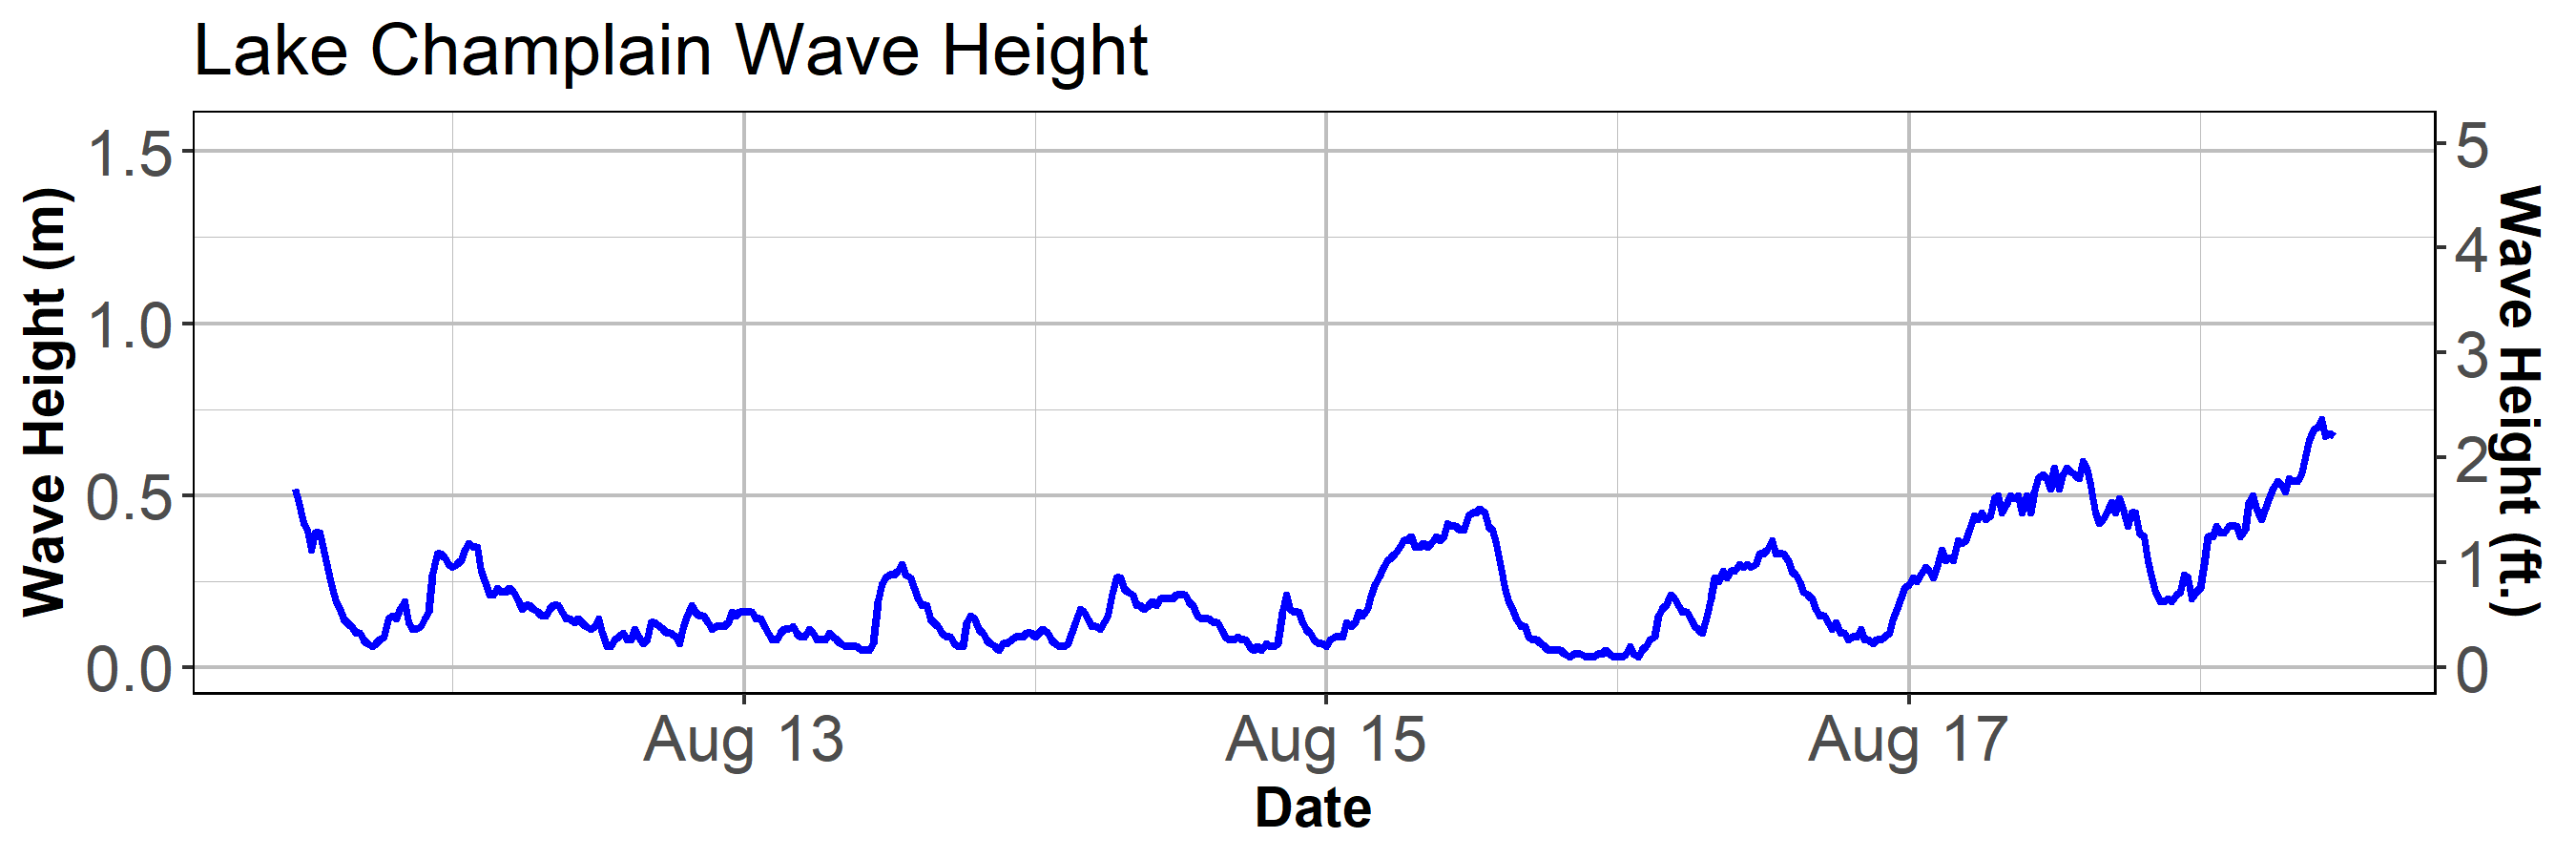 Lake Champlain Wave Height
Wave Height (m)
1.5
1.0
0.5
0.0
5
4
3
2
1
0
Wave Height (ft.)
Aug 13
Aug 15
Aug 17
Date